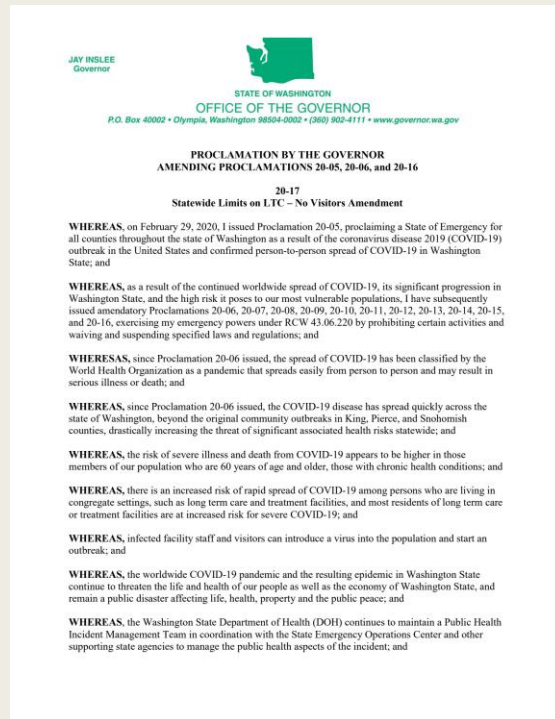 JAY INSLEE
Governor
STATE OF WASHINGTON
OFFICE OF THE GOVERNOR
P.O. Box 40002 • Olympia, Washington 98504-0002 • (360) 902-4111 • www.governor.wa.gov
PROCLAMATION BY THE GOVERNOR
AMENDING PROCLAMATIONS 20-05, 20-06, and 20-16
20-17
Statewide Limits on LTC – No Visitors Amendment
WHEREAS, on February 29, 2020, I issued Proclamation 20-05, proclaiming a State of Emergency for
all counties throughout the state of Washington as a result of the coronavirus disease 2019 (COVID-19)
outbreak in the United States and confirmed person-to-person spread of COVID-19 in Washington
State; and
WHEREAS, as a result of the continued worldwide spread of COVID-19, its significant progression in
Washington State, and the high risk it poses to our most vulnerable populations, I have subsequently
issued amendatory Proclamations 20-06, 20-07, 20-08, 20-09, 20-10, 20-11, 20-12, 20-13, 20-14, 20-15,
and 20-16, exercising my emergency powers under RCW 43.06.220 by prohibiting certain activities and
waiving and suspending specified laws and regulations; and
WHERESAS, since Proclamation 20-06 issued, the spread of COVID-19 has been classified by the
World Health Organization as a pandemic that spreads easily from person to person and may result in
serious illness or death; and
WHEREAS, since Proclamation 20-06 issued, the COVID-19 disease has spread quickly across the
state of Washington, beyond the original community outbreaks in King, Pierce, and Snohomish
counties, drastically increasing the threat of significant associated health risks statewide; and
WHEREAS, the risk of severe illness and death from COVID-19 appears to be higher in those
members of our population who are 60 years of age and older, those with chronic health conditions; and
WHEREAS, there is an increased risk of rapid spread of COVID-19 among persons who are living in
congregate settings, such as long term care and treatment facilities, and most residents of long term care
or treatment facilities are at increased risk for severe COVID-19; and
WHEREAS, infected facility staff and visitors can introduce a virus into the population and start an
outbreak; and
WHEREAS, the worldwide COVID-19 pandemic and the resulting epidemic in Washington State
continue to threaten the life and health of our people as well as the economy of Washington State, and
remain a public disaster affecting life, health, property and the public peace; and
WHEREAS, the Washington State Department of Health (DOH) continues to maintain a Public Health
Incident Management Team in coordination with the State Emergency Operations Center and other
supporting state agencies to manage the public health aspects of the incident; and